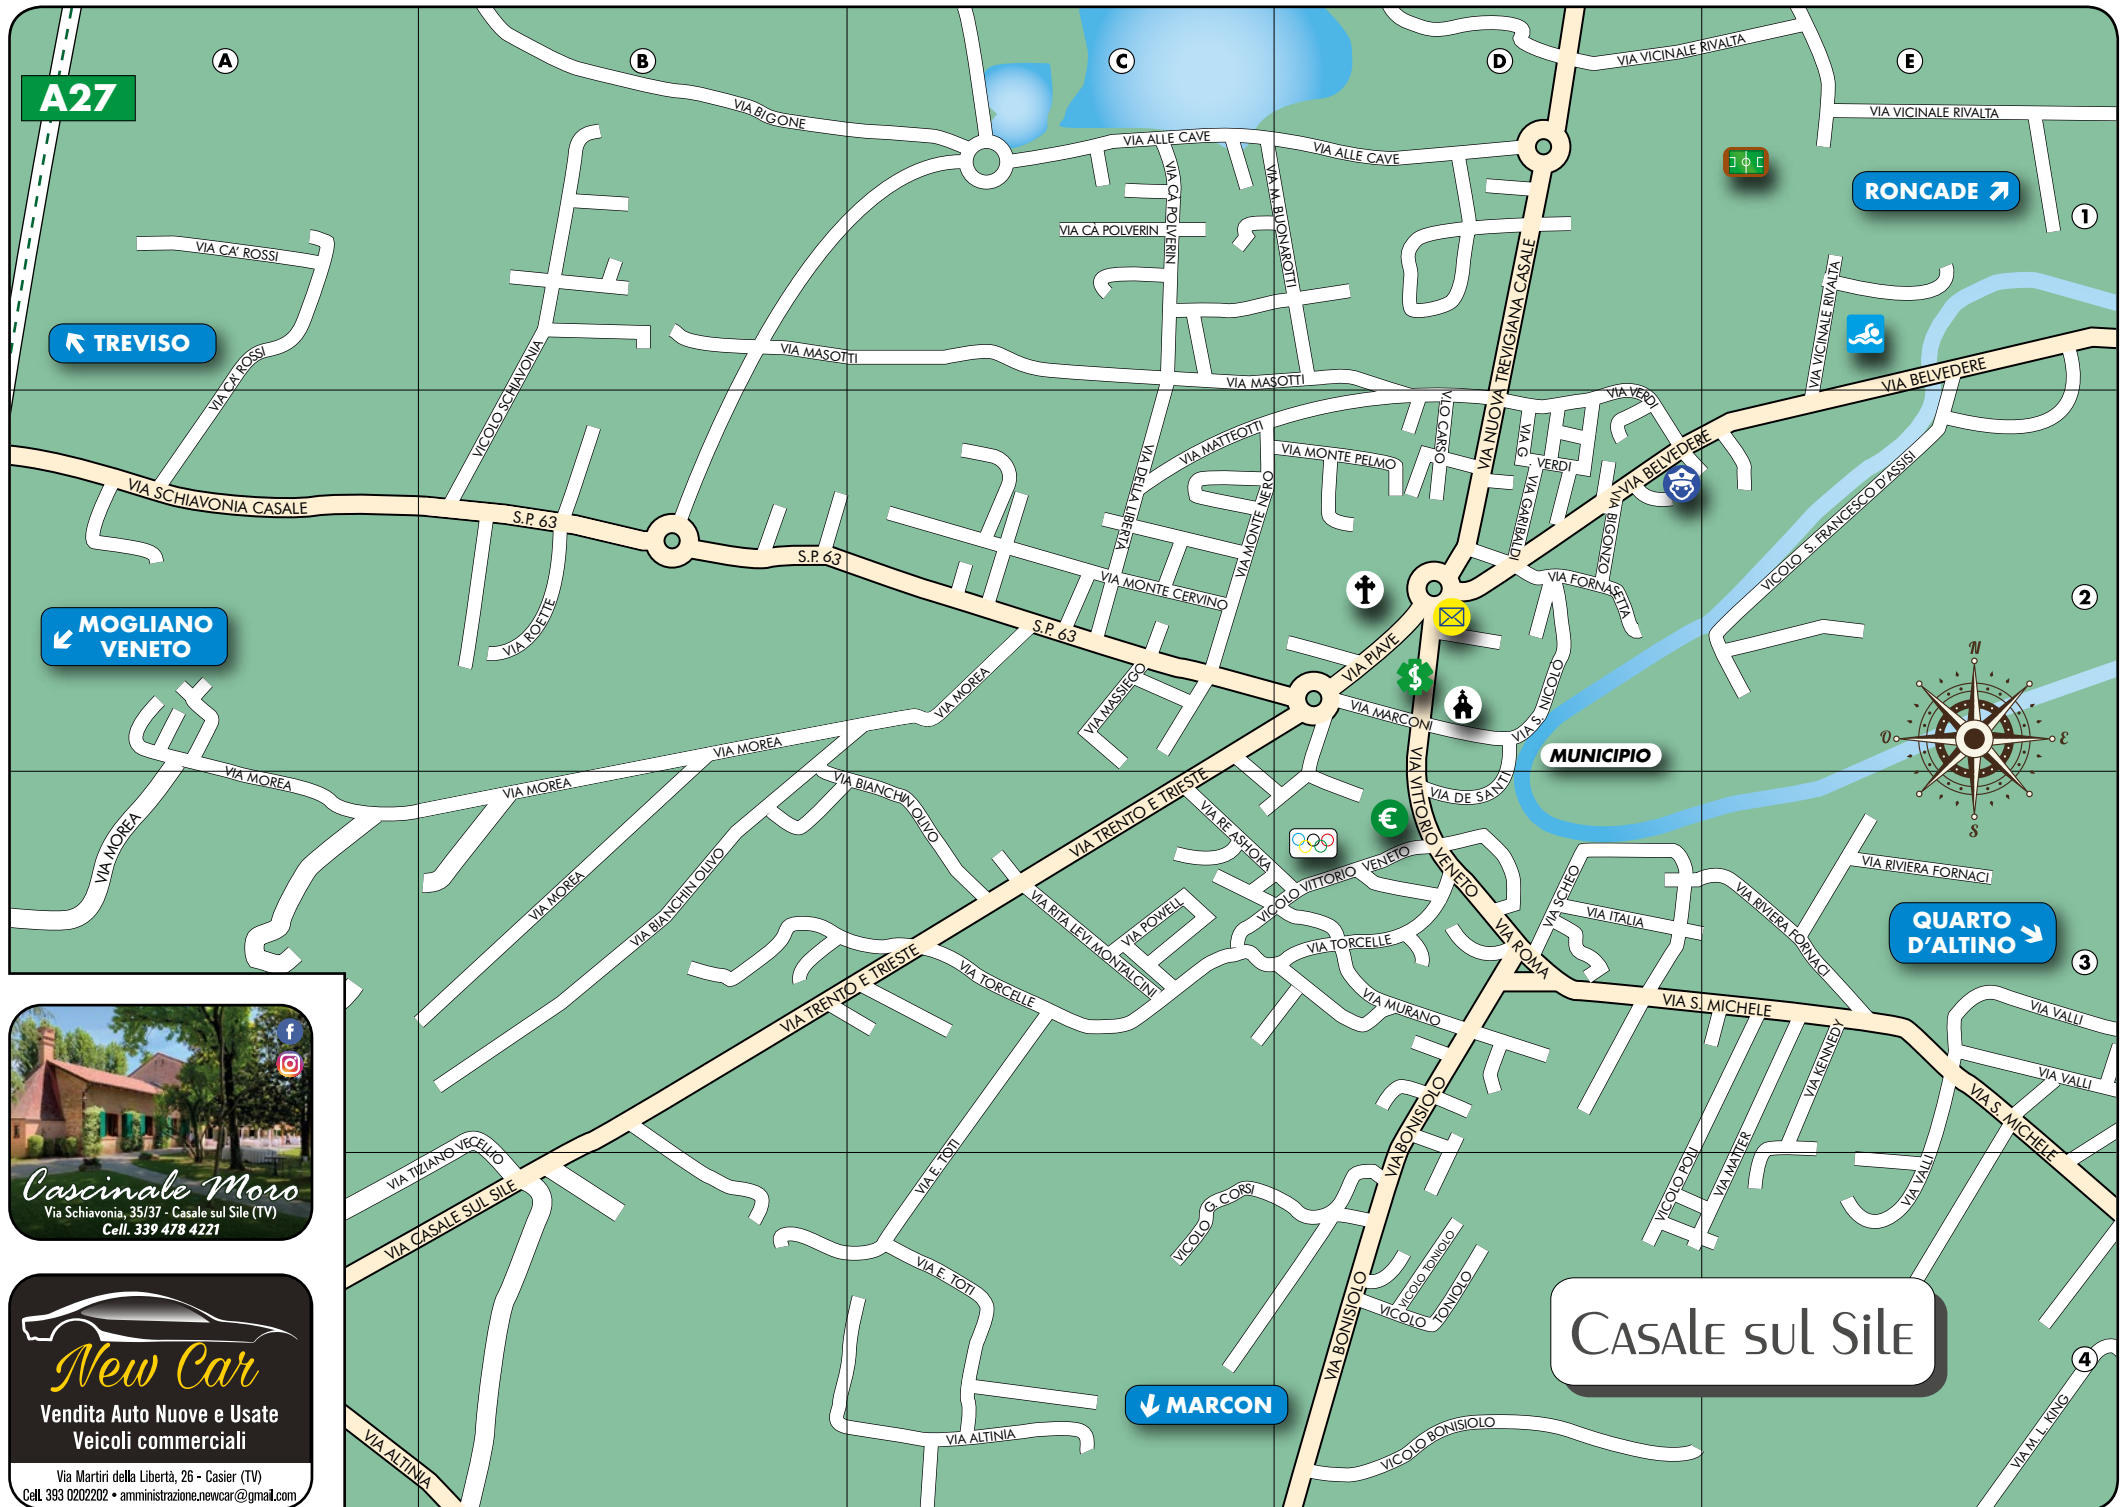 A
B
C
D
E
A27
VIA BIGONE
VIA ALLE CAVE
VIA ALLE CAVE
VIA VICINALE RIVALTA
VIA VICINALE RIVALTA
RONCADE
1
VIA CÀ POLVERIN
VIA CÀ POLVERIN
VIA M. BUONAROTTI
VIA CA' ROSSI
VIA CA' ROSSI
TREVISO
VICOLO SCHIAVONIA
VIA MASOTTI
VIA MASOTTI
VIA NUOVA TREVIGIANA CASALE
VIA VICINALE RIVALTA
VIA BELVEDERE
VIA VERDI
VIA BELVEDERE
VIA SCHIAVONIA CASALE
S.P. 63
S.P. 63
S.P. 63
VIA DELLA LIBERTÀ
VIA MATTEOTTI
VIA MONTE PELMO
VLO CARSO
VIA G. VERDI
VIA GARIBALDI
VIA BIGONZO
VIA MONTE NERO
VIA MONTE CERVINO
VIA FORNASETTA
VICOLO S. FRANCESCO D'ASSISI
2
MOGLIANO
VENETO
VIA ROETTE
VIA MOREA
VIA MASSIEGO
VIA PIAVE
VIA MARCONI
VIA S. NICOLO
MUNICIPIO
N
O
E
S
VIA MOREA
VIA MOREA
VIA MOREA
VIA MOREA
VIA MOREA
VIA BIANCHIN OLIVO
VIA BIANCHIN OLIVO
VIA TRENTO E TRIESTE
VIA TRENTO E TRIESTE
VIA RE ASHOKA
VIA DE SANTI
VIA VITTORIO VENETO
VICOLO VITTORIO VENETO
€
VIA RITA LEVI MONTALCINI
VIA POWELL
VIA TORCELLE
VIA TORCELLE
VIA MURANO
VIA ROMA
VIA SCHEO
VIA ITALIA
VIA RIVIERA FORNACI
VIA RIVIERA FORNACI
QUARTO
D'ALTINO
3
VIA S. MICHELE
VIA S. MICHELE
VIA VALLI
VIA VALLI
VIA VALLI
VIA KENNEDY
VIA MATTER
VICOLO POLI
VIA BONISIOLO
VIA BONISIOLO
VIA E. TOTI
VIA E. TOTI
VIA TIZIANO VECELLIO
VIA CASALE SUL SILE
VICOLO G. CORSI
VICOLO TONIOLO
VICOLO TONIOLO
Casale sul Sile
4
MARCON
VIA ALTINIA
VIA ALTINIA
VICOLO BONISIOLO
VIA M. L. KING
f
Cascinale Moro
Via Schiavonia, 35/37 - Casale sul Sile (TV)
Cell. 339 478 4221
New Car
Vendita Auto Nuove e Usate
Veicoli commerciali
Via Martiri della Libertà, 26 - Casier (TV)
Cell. 393 0202202 • amministrazione.newcar@gmail.com